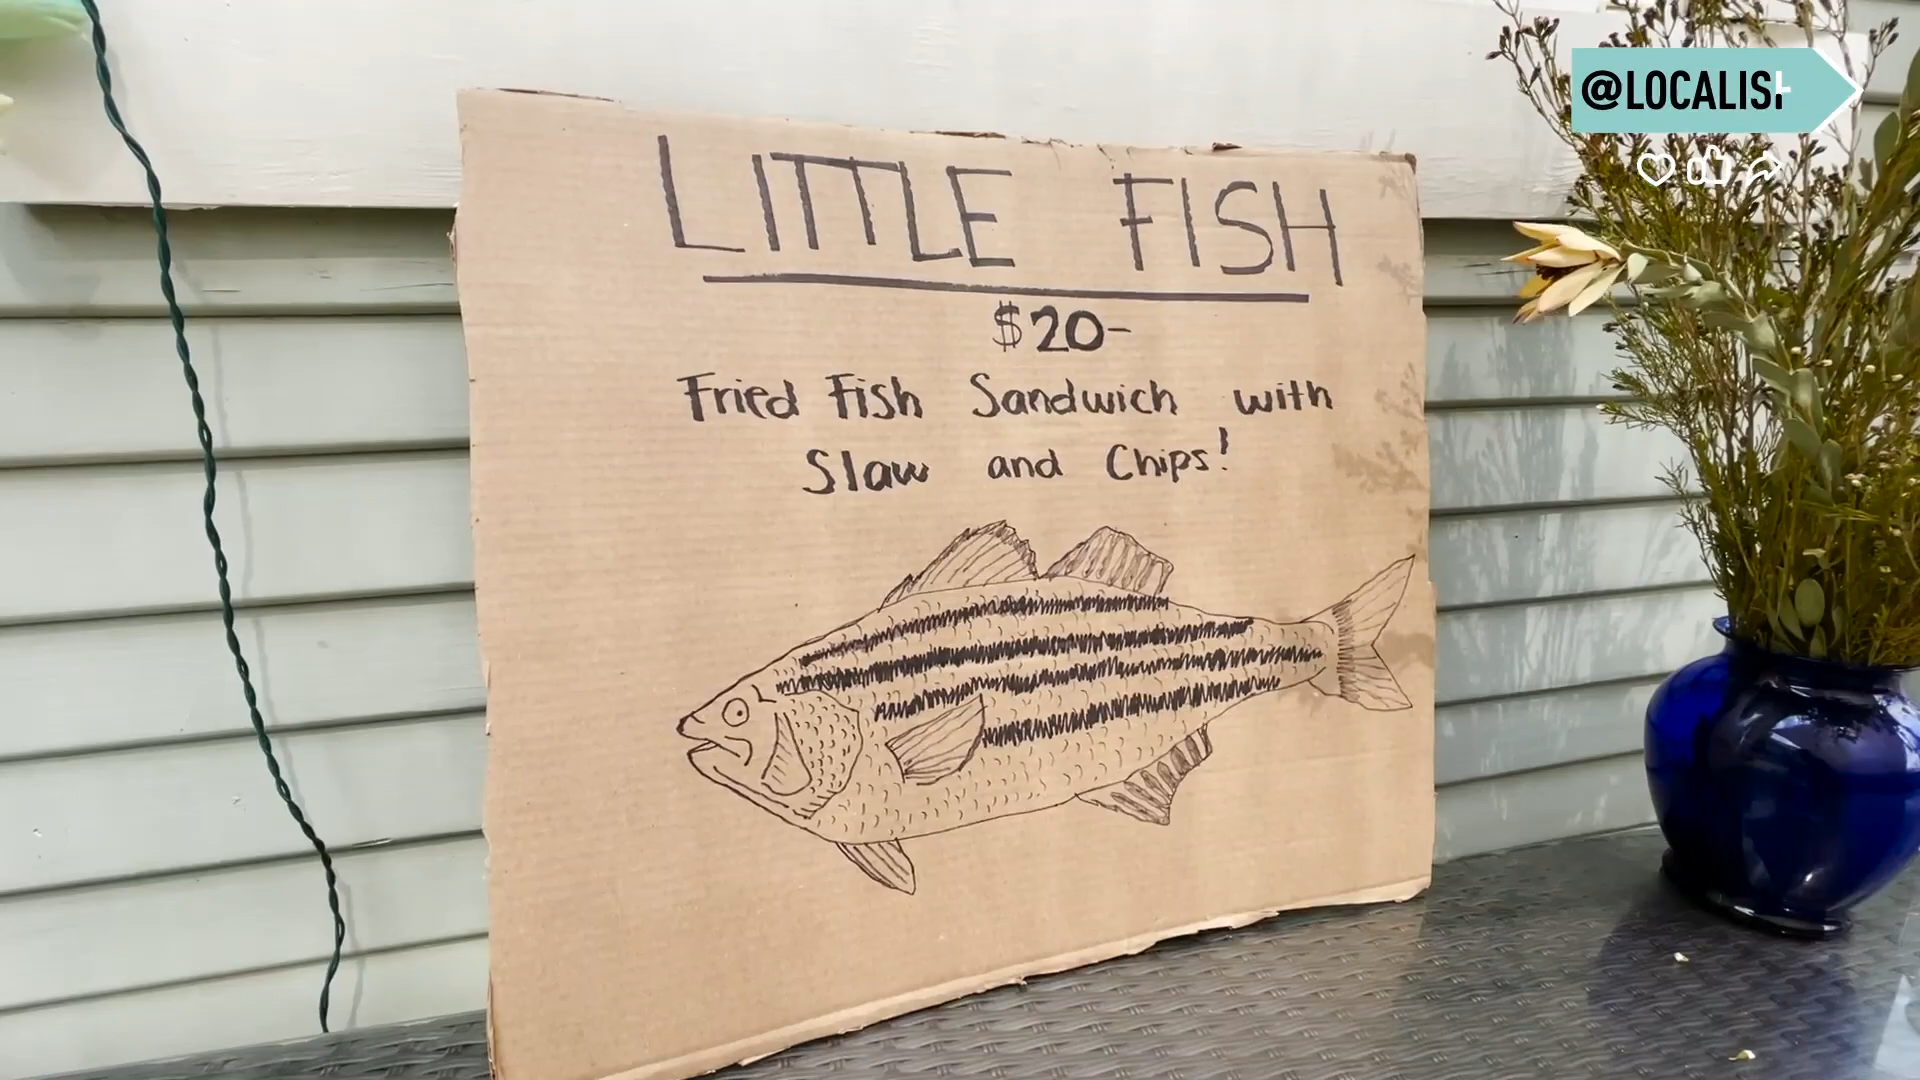 @LOCALISH
LITTLE FISH
$20-
Fried Fish Sandwich with
Slaw and Chips!